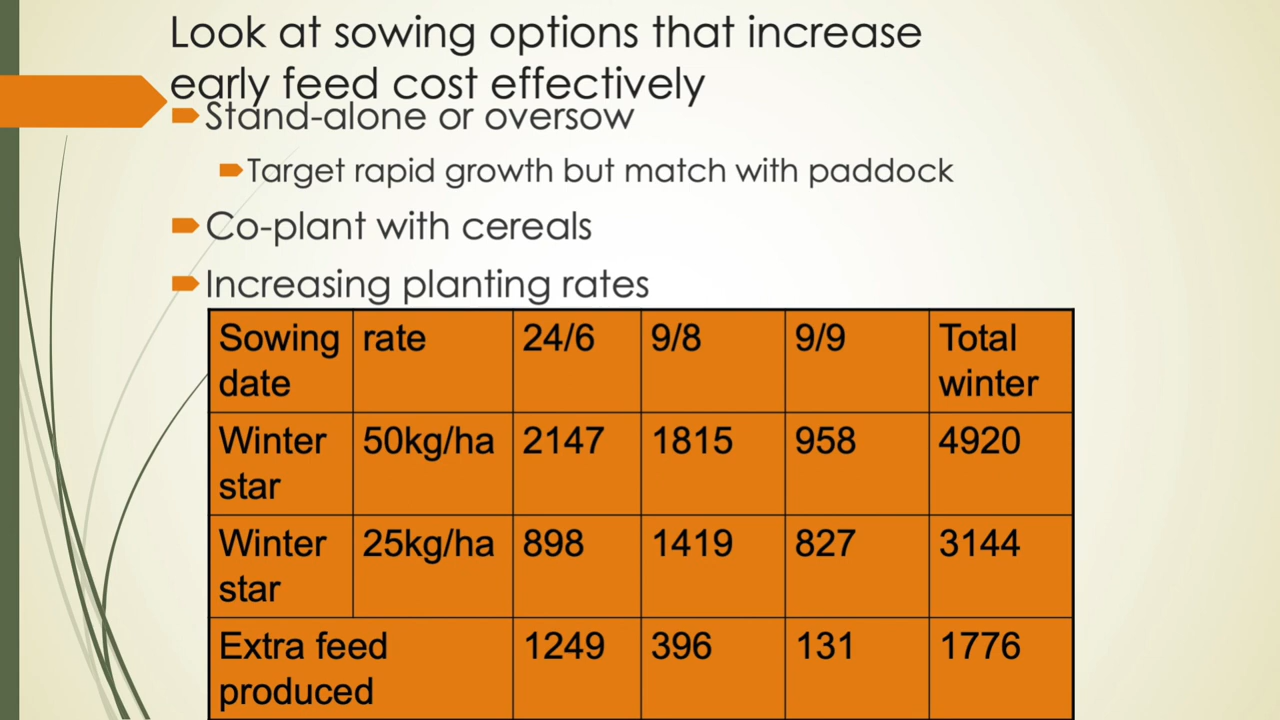 Look at sowing options that increase
early feed cost effectively
Stand-alone or oversow
Target rapid growth but match with paddock
Co-plant with cereals
Increasing planting rates
Sowing date rate 24/6 9/8 9/9 Total winter
Winter star 50kg/ha 2147 1815 958 4920
Winter star 25kg/ha 898 1419 827 3144
Extra feed produced 1249 396 131 1776